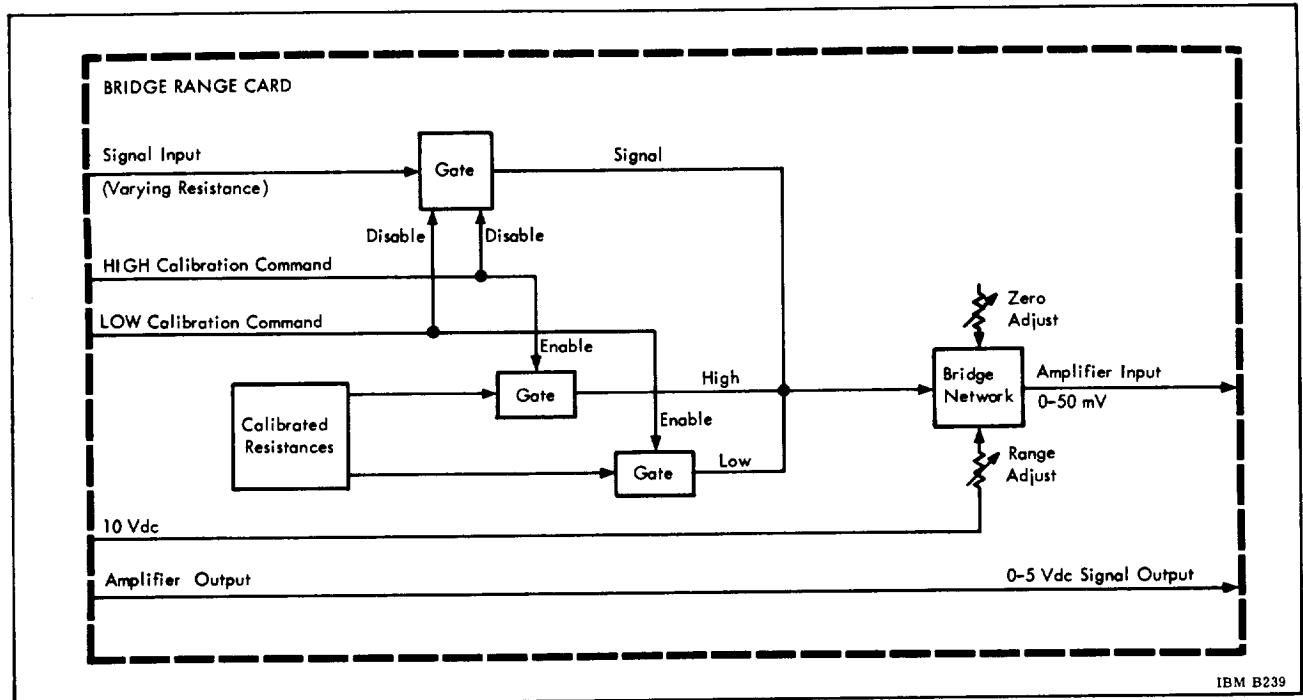 BRIDGE RANGE CARD
Signal Input
(Varying Resistance)
Gate
Signal
Disable
Disable
HIGH Calibration Command
LOW Calibration Command
Enable
Gate
High
Enable
Calibrated
Resistances
Gate
Low
Zero
Adjust
Bridge
Network
Amplifier Input
0-50 mV
Range
Adjust
10 Vdc
Amplifier Output
0-5 Vdc Signal Output
IBM B239